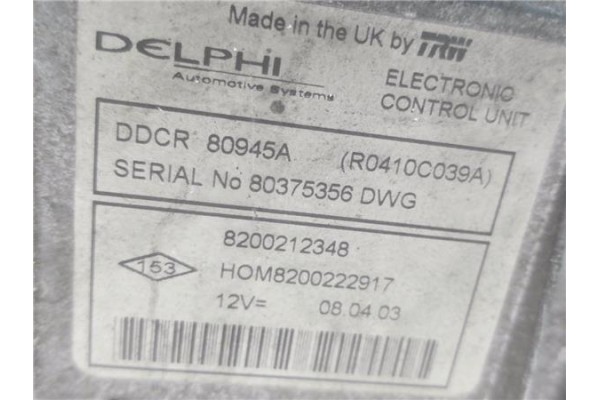 Made in the UK by TRW
DELPHI
Automotive Systems
ELECTRONIC
CONTROL UNIT
DDCR 80945A (R0410C039A)
SERIAL No 80375356 DWG
8200212348
153
HOM8200222917
12V= 08.04.03